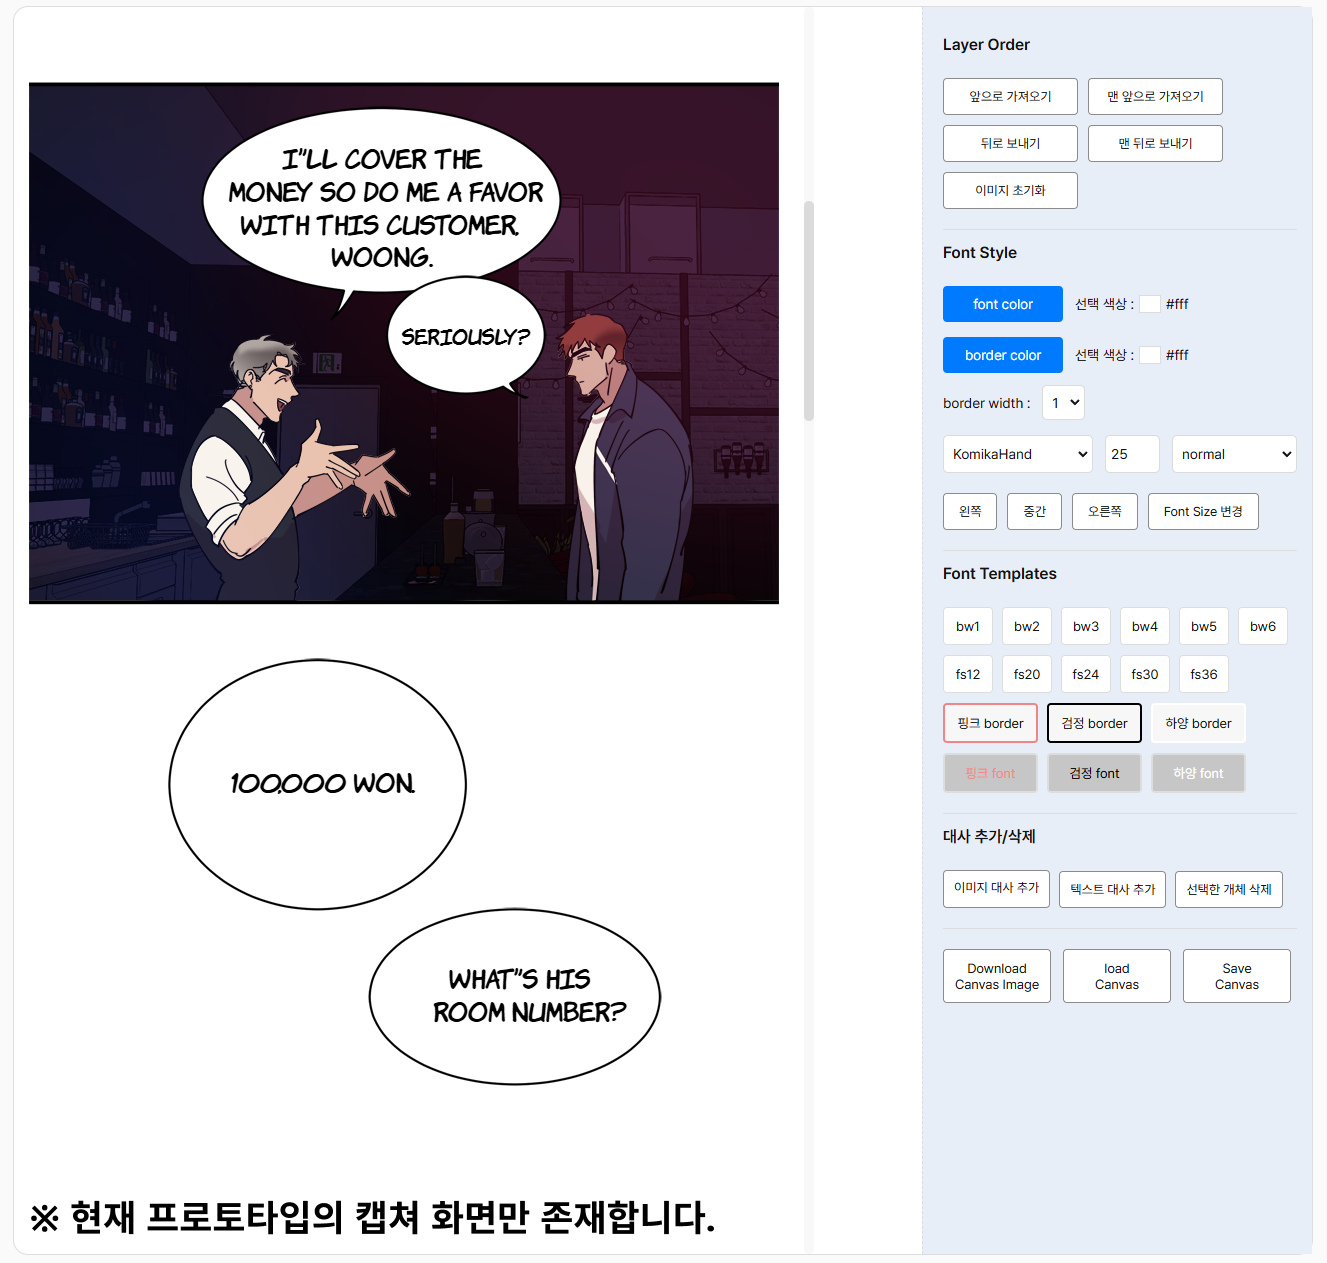 I"LL COVER THE
MONEY SO DO ME A FAVOR
WITH THIS CUSTOMER,
WOONG.
SERIOUSLY?
100,000 WON.
WHAT"S HIS
ROOM NUMBER?
※ 현재 프로토타입의 캡쳐 화면만 존재합니다.
Layer Order
앞으로 가져오기
맨 앞으로 가져오기
뒤로 보내기
맨 뒤로 보내기
이미지 초기화
Font Style
font color 선택 색상 : #fff
border color 선택 색상 : #fff
border width : 1
KomikaHand 25 normal
왼쪽 중간 오른쪽 Font Size 변경
Font Templates
bw1 bw2 bw3 bw4 bw5 bw6
fs12 fs20 fs24 fs30 fs36
핑크 border 검정 border 하양 border
핑크 font 검정 font 하양 font
대사 추가/삭제
이미지 대사 추가 텍스트 대사 추가 선택한 개체 삭제
Download
Canvas Image
load
Canvas
Save
Canvas